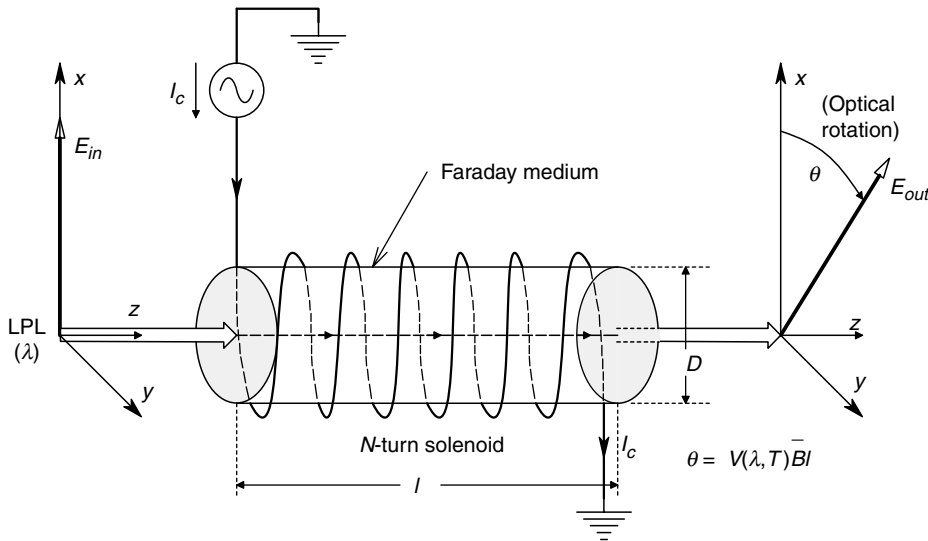 x
I_c
x
E_in
(Optical
rotation)
θ
E_out
Faraday medium
LPL
(λ)
z
z
y
D
y
N-turn solenoid
I_c
θ = V(λ,T)B̅l
l